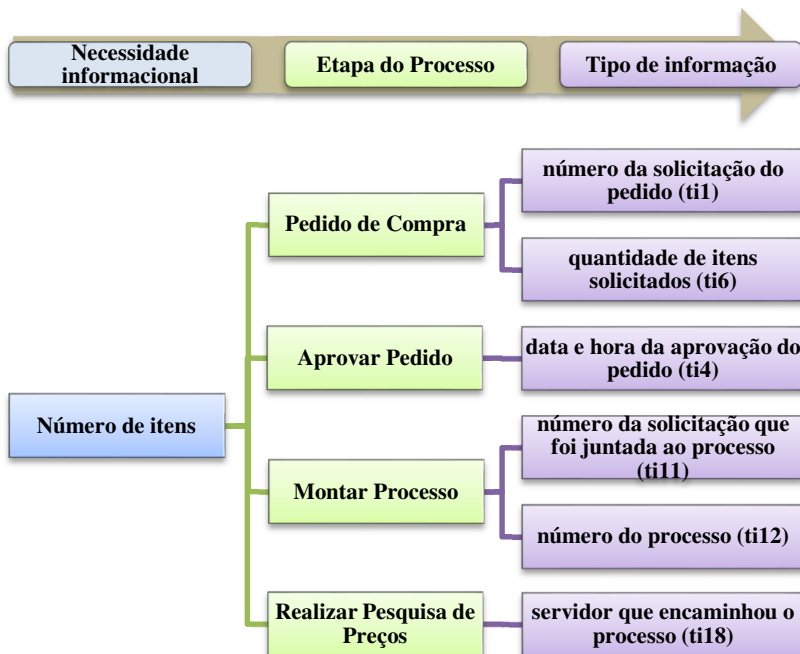 Necessidade
informacional
Etapa do Processo
Tipo de informação
número da solicitação do
pedido (ti1)
Pedido de Compra
quantidade de itens
solicitados (ti6)
Aprovar Pedido
data e hora da aprovação do
pedido (ti4)
Número de itens
número da solicitação que
foi juntada ao processo
(ti11)
Montar Processo
número do processo (ti12)
Realizar Pesquisa de
Preços
servidor que encaminhou o
processo (ti18)